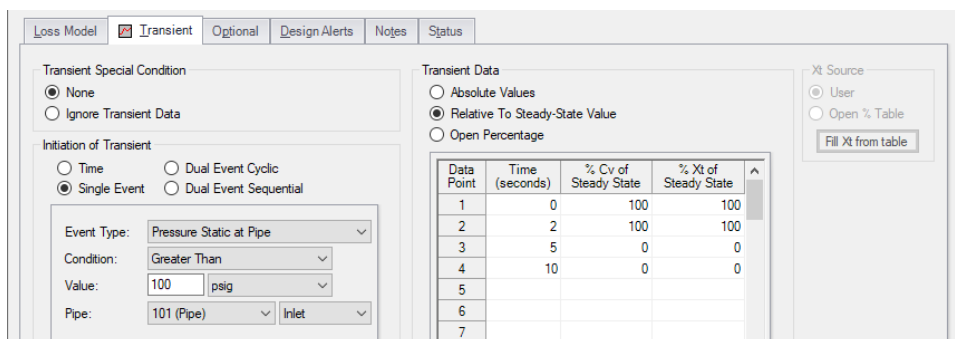 Loss Model Transient Optional Design Alerts Notes Status
Transient Special Condition
None
Ignore Transient Data
Initiation of Transient
Time Dual Event Cyclic
Single Event Dual Event Sequential
Event Type: Pressure Static at Pipe
Condition: Greater Than
Value: 100 psig
Pipe: 101 (Pipe) Inlet
Transient Data
Absolute Values
Relative To Steady-State Value
Open Percentage
Data Point Time (seconds) % Cv of Steady State % Xt of Steady State
1 0 100 100
2 2 100 100
3 5 0 0
4 10 0 0
5
6
7
Xt Source
User
Open % Table
Fill Xt from table